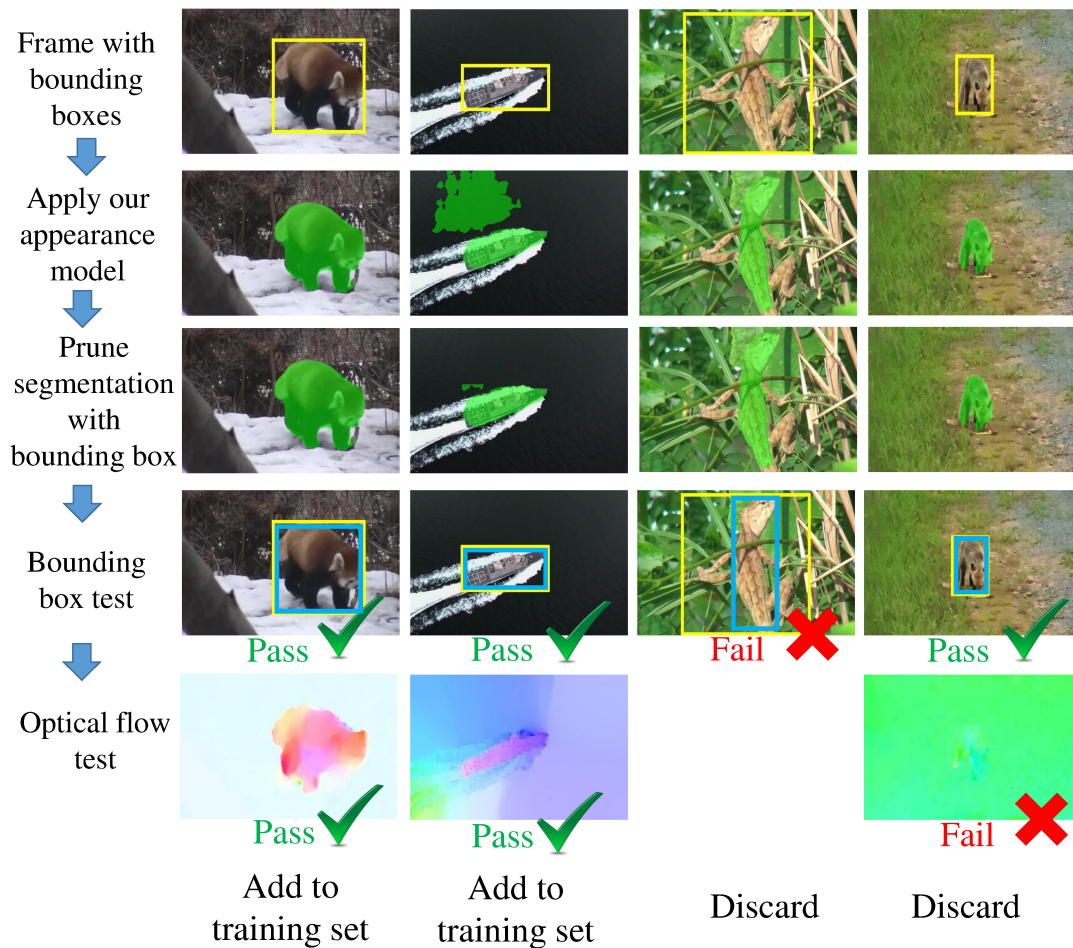 Frame with
bounding
boxes
Apply our
appearance
model
Prune
segmentation
with
bounding box
Bounding
box test
Pass
Pass
Fail
Pass
Optical flow
test
Pass
Pass
Fail
Add to
training set
Add to
training set
Discard
Discard